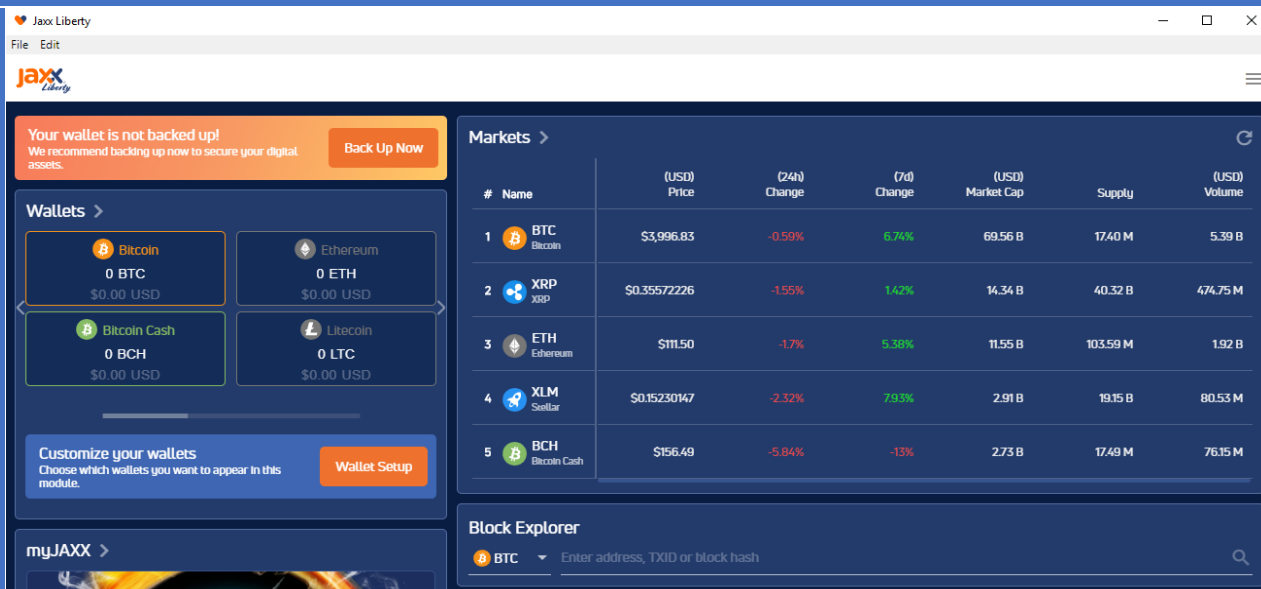 Jaxx Liberty
File Edit
Jaxx
Liberty
Your wallet is not backed up!
We recommend backing up now to secure your digital
assets.
Back Up Now
Wallets
Bitcoin
0 BTC
$0.00 USD
Ethereum
0 ETH
$0.00 USD
Bitcoin Cash
0 BCH
$0.00 USD
Litecoin
0 LTC
$0.00 USD
Customize your wallets
Choose which wallets you want to appear in this
module.
Wallet Setup
myJAXX
Markets
# Name (USD) Price (24h) Change (7d) Change (USD) Market Cap Supply (USD) Volume
1 BTC Bitcoin $3,996.83 -0.59% 6.74% 69.56 B 17.40 M 5.39 B
2 XRP XRP $0.35572226 -1.55% 1.42% 14.34 B 40.32 B 474.75 M
3 ETH Ethereum $111.50 -1.7% 5.38% 11.55 B 103.59 M 1.92 B
4 XLM Stellar $0.15230147 -2.32% 7.93% 2.91 B 19.15 B 80.53 M
5 BCH Bitcoin Cash $156.49 -5.84% -13% 2.73 B 17.49 M 76.15 M
Block Explorer
BTC Enter address, TXID or block hash